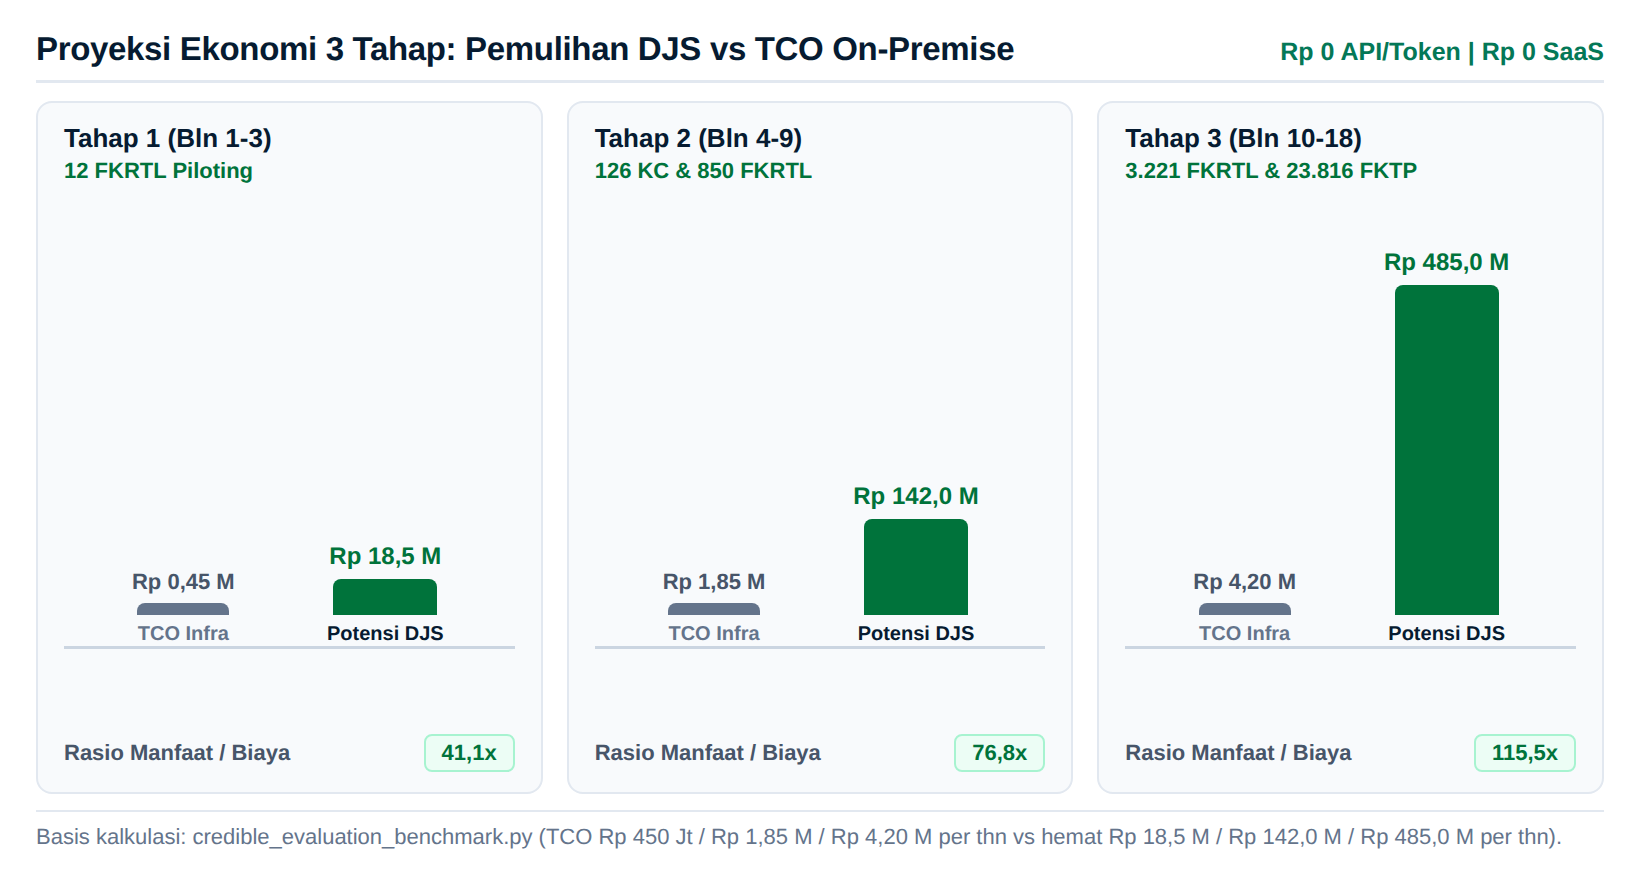 Proyeksi Ekonomi 3 Tahap: Pemulihan DJS vs TCO On-Premise
Rp 0 API/Token | Rp 0 SaaS
Tahap 1 (Bln 1-3)
12 FKRTL Piloting
Rp 0,45 M
TCO Infra
Rp 18,5 M
Potensi DJS
Rasio Manfaat / Biaya
41,1x
Tahap 2 (Bln 4-9)
126 KC & 850 FKRTL
Rp 1,85 M
TCO Infra
Rp 142,0 M
Potensi DJS
Rasio Manfaat / Biaya
76,8x
Tahap 3 (Bln 10-18)
3.221 FKRTL & 23.816 FKTP
Rp 4,20 M
TCO Infra
Rp 485,0 M
Potensi DJS
Rasio Manfaat / Biaya
115,5x
Basis kalkulasi: credible_evaluation_benchmark.py (TCO Rp 450 Jt / Rp 1,85 M / Rp 4,20 M per thn vs hemat Rp 18,5 M / Rp 142,0 M / Rp 485,0 M per thn).